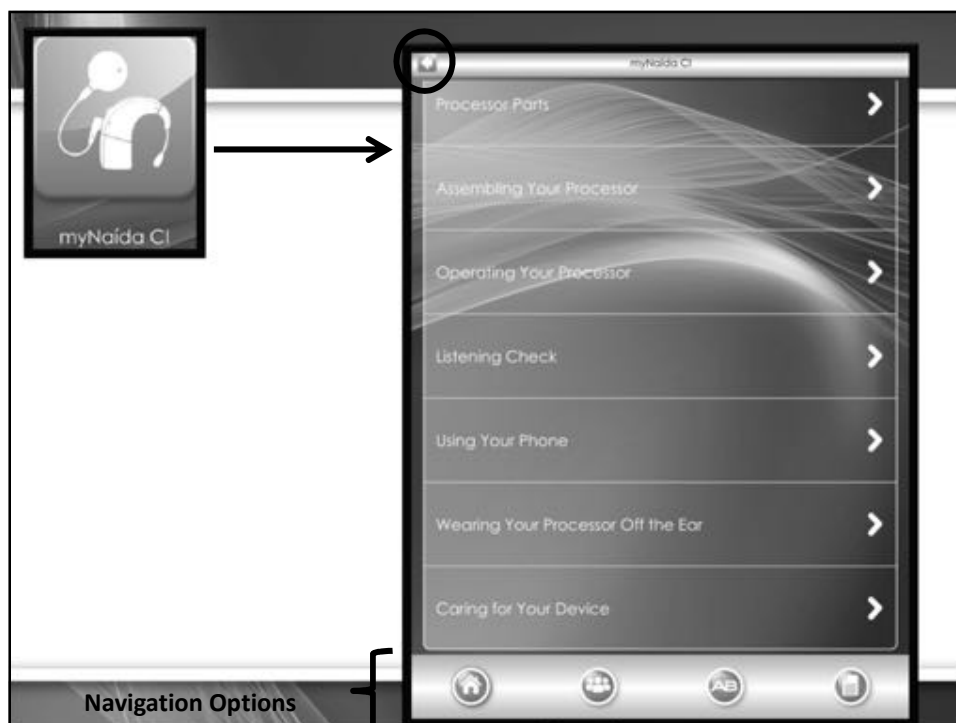 myNaída CI
myNaída CI
Processor Parts
Assembling Your Processor
Operating Your Processor
Listening Check
Using Your Phone
Wearing Your Processor Off the Ear
Caring for Your Device
AB
Navigation Options